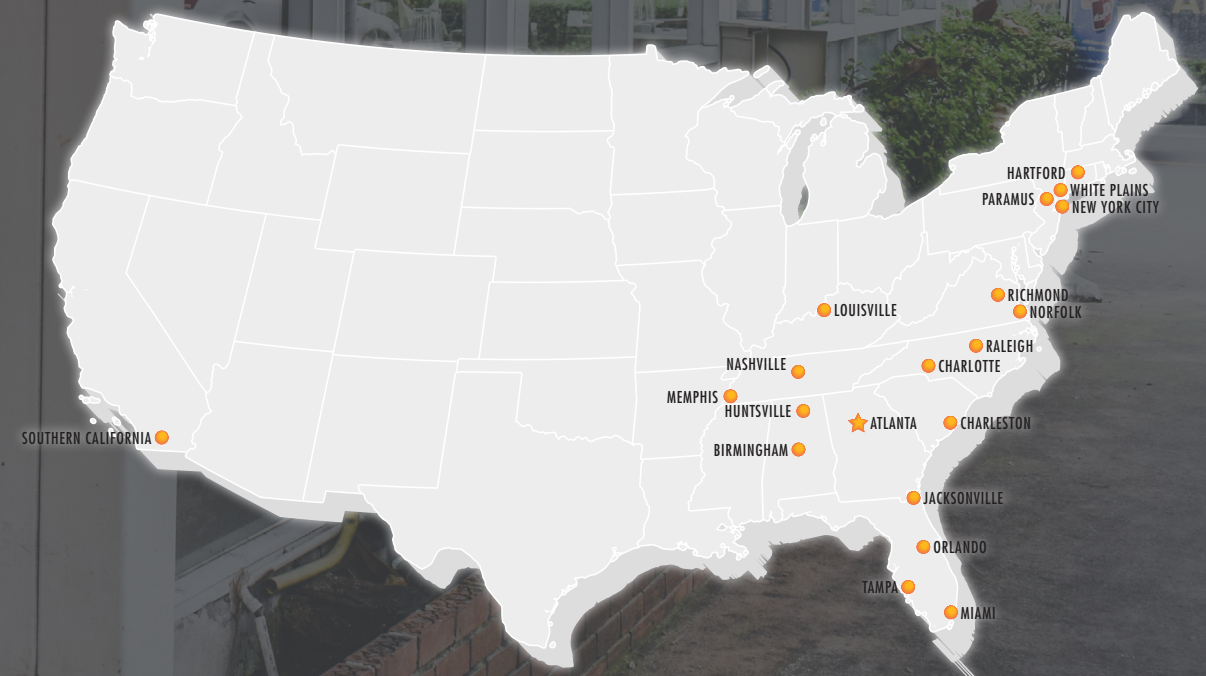 HARTFORD
WHITE PLAINS
PARAMUS
NEW YORK CITY
RICHMOND
LOUISVILLE
NORFOLK
RALEIGH
NASHVILLE
CHARLOTTE
MEMPHIS
HUNTSVILLE
ATLANTA
CHARLESTON
SOUTHERN CALIFORNIA
BIRMINGHAM
JACKSONVILLE
ORLANDO
TAMPA
MIAMI